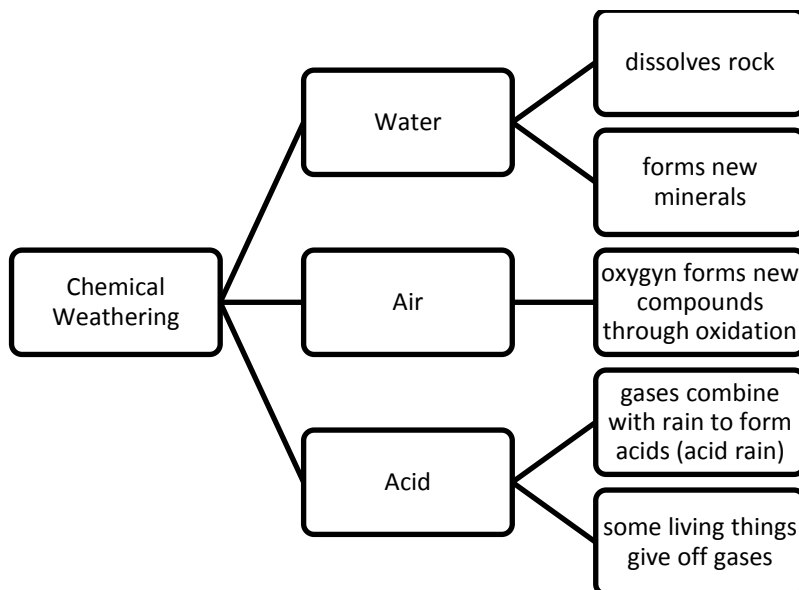 Chemical
Weathering
Water
dissolves rock
forms new
minerals
Air
oxygyn forms new
compounds
through oxidation
Acid
gases combine
with rain to form
acids (acid rain)
some living things
give off gases